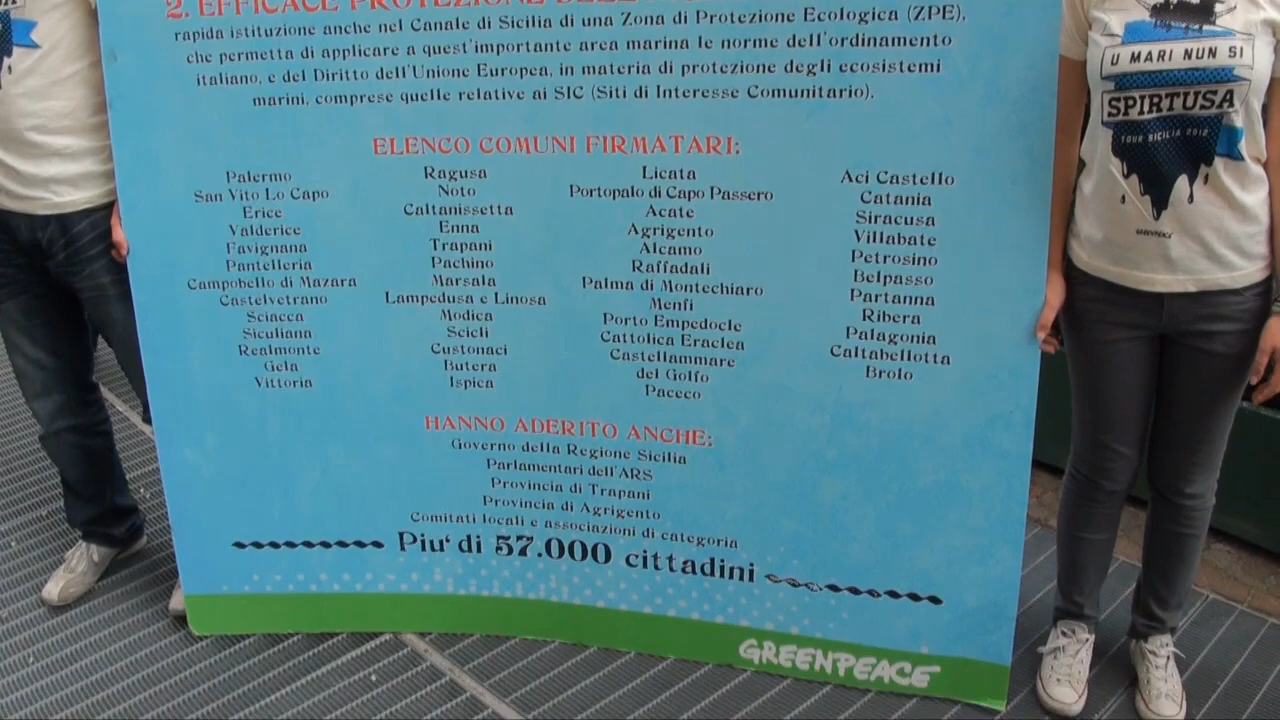 2. EFFICACE PROTEZIONE
rapida istituzione anche nel Canale di Sicilia di una Zona di Protezione Ecologica (ZPE),
che permetta di applicare a quest'importante area marina le norme dell'ordinamento
italiano, e del Diritto dell'Unione Europea, in materia di protezione degli ecosistemi
marini, comprese quelle relative ai SIC (Siti di Interesse Comunitario).
ELENCO COMUNI FIRMATARI:
Palermo
San Vito Lo Capo
Erice
Valderice
Favignana
Pantelleria
Campobello di Mazara
Castelvetrano
Sciacca
Siculiana
Realmonte
Gela
Vittoria
Ragusa
Noto
Caltanissetta
Enna
Trapani
Pachino
Marsala
Lampedusa e Linosa
Modica
Scicli
Custonaci
Butera
Ispica
Licata
Portopalo di Capo Passero
Acate
Agrigento
Alcamo
Raffadali
Palma di Montechiaro
Menfi
Porto Empedocle
Cattolica Eraclea
Castellammare
del Golfo
Paceco
Aci Castello
Catania
Siracusa
Villabate
Petrosino
Belpasso
Partanna
Ribera
Palagonia
Caltabellotta
Brolo
HANNO ADERITO ANCHE:
Governo della Regione Sicilia
Parlamentari dell'ARS
Provincia di Trapani
Provincia di Agrigento
Comitati locali e associazioni di categoria
Piu' di 57.000 cittadini
GREENPEACE
U MARI NUN SI
SPIRTUSA
TOUR SICILIA 2012
GREENPEACE